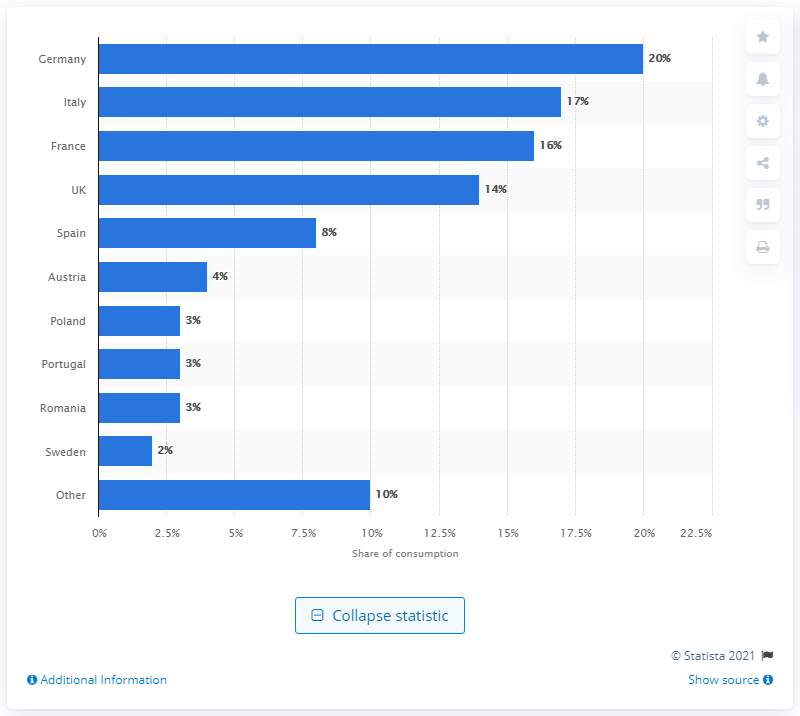 Germany 20%
Italy 17%
France 16%
UK 14%
Spain 8%
Austria 4%
Poland 3%
Portugal 3%
Romania 3%
Sweden 2%
Other 10%
0% 2.5% 5% 7.5% 10% 12.5% 15% 17.5% 20% 22.5%
Share of consumption
Collapse statistic
© Statista 2021
Additional Information Show source